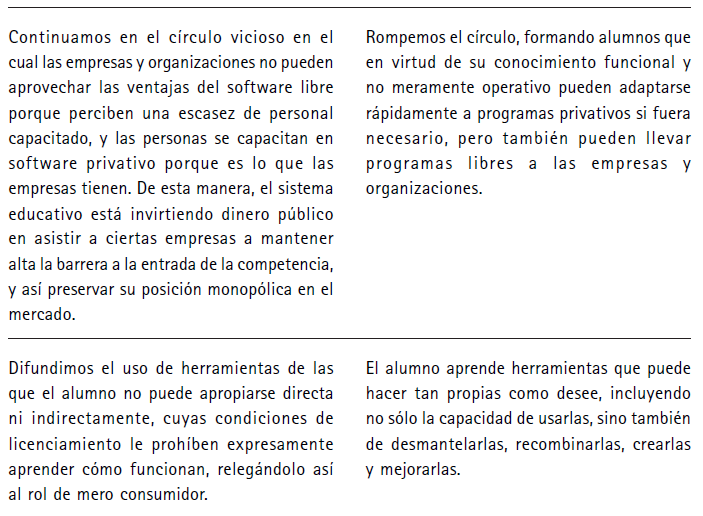 Continuamos en el círculo vicioso en el
cual las empresas y organizaciones no pueden
aprovechar las ventajas del software libre
porque perciben una escasez de personal
capacitado, y las personas se capacitan en
software privativo porque es lo que las
empresas tienen. De esta manera, el sistema
educativo está invirtiendo dinero público
en asistir a ciertas empresas a mantener
alta la barrera a la entrada de la competencia,
y así preservar su posición monopólica en el
mercado.
Rompemos el círculo, formando alumnos que
en virtud de su conocimiento funcional y
no meramente operativo pueden adaptarse
rápidamente a programas privativos si fuera
necesario, pero también pueden llevar
programas libres a las empresas y
organizaciones.
Difundimos el uso de herramientas de las
que el alumno no puede apropiarse directa
ni indirectamente, cuyas condiciones de
licenciamiento le prohíben expresamente
aprender cómo funcionan, relegándolo así
al rol de mero consumidor.
El alumno aprende herramientas que puede
hacer tan propias como desee, incluyendo
no sólo la capacidad de usarlas, sino también
de desmantelarlas, recombinarlas, crearlas
y mejorarlas.